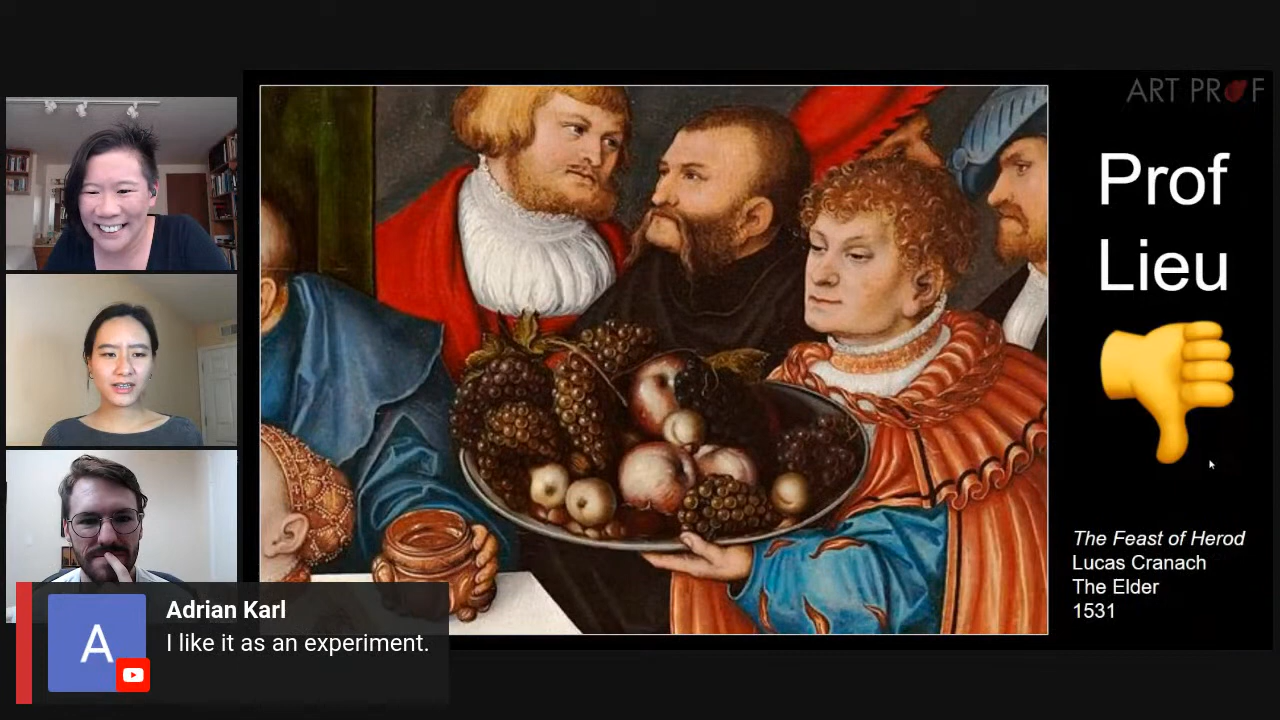 ART PROF
Prof
Lieu
The Feast of Herod
Lucas Cranach
The Elder
1531
A
Adrian Karl
I like it as an experiment.